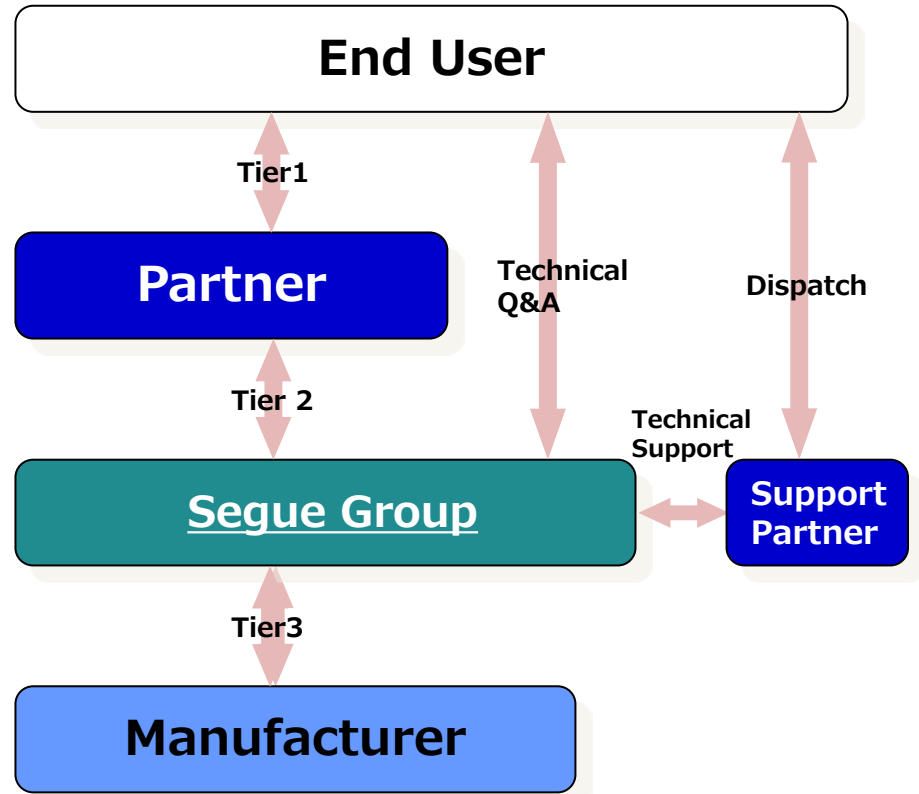 End User
Tier1
Partner
Technical
Q&A
Dispatch
Tier 2
Technical
Support
Segue Group
Support
Partner
Tier3
Manufacturer